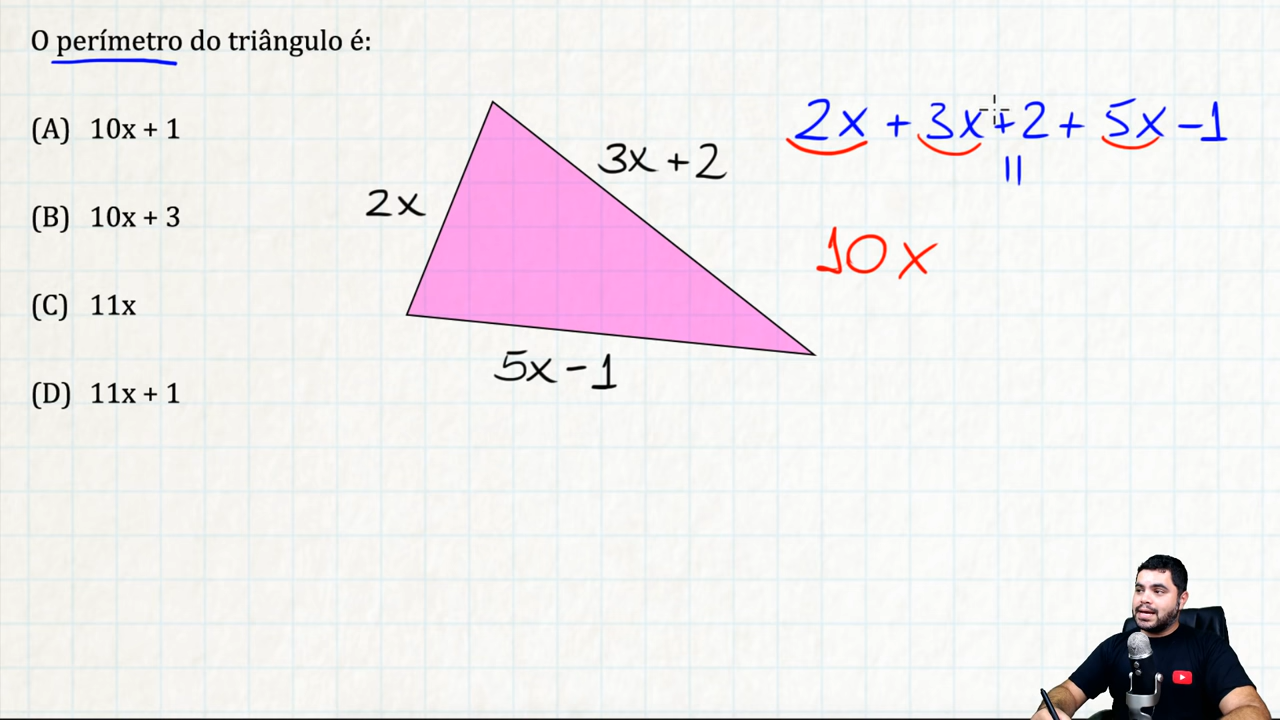 O perímetro do triângulo é:
(A) 10x + 1
(B) 10x + 3
(C) 11x
(D) 11x + 1
2x
3x + 2
5x - 1
2x + 3x + 2 + 5x - 1
=
10x